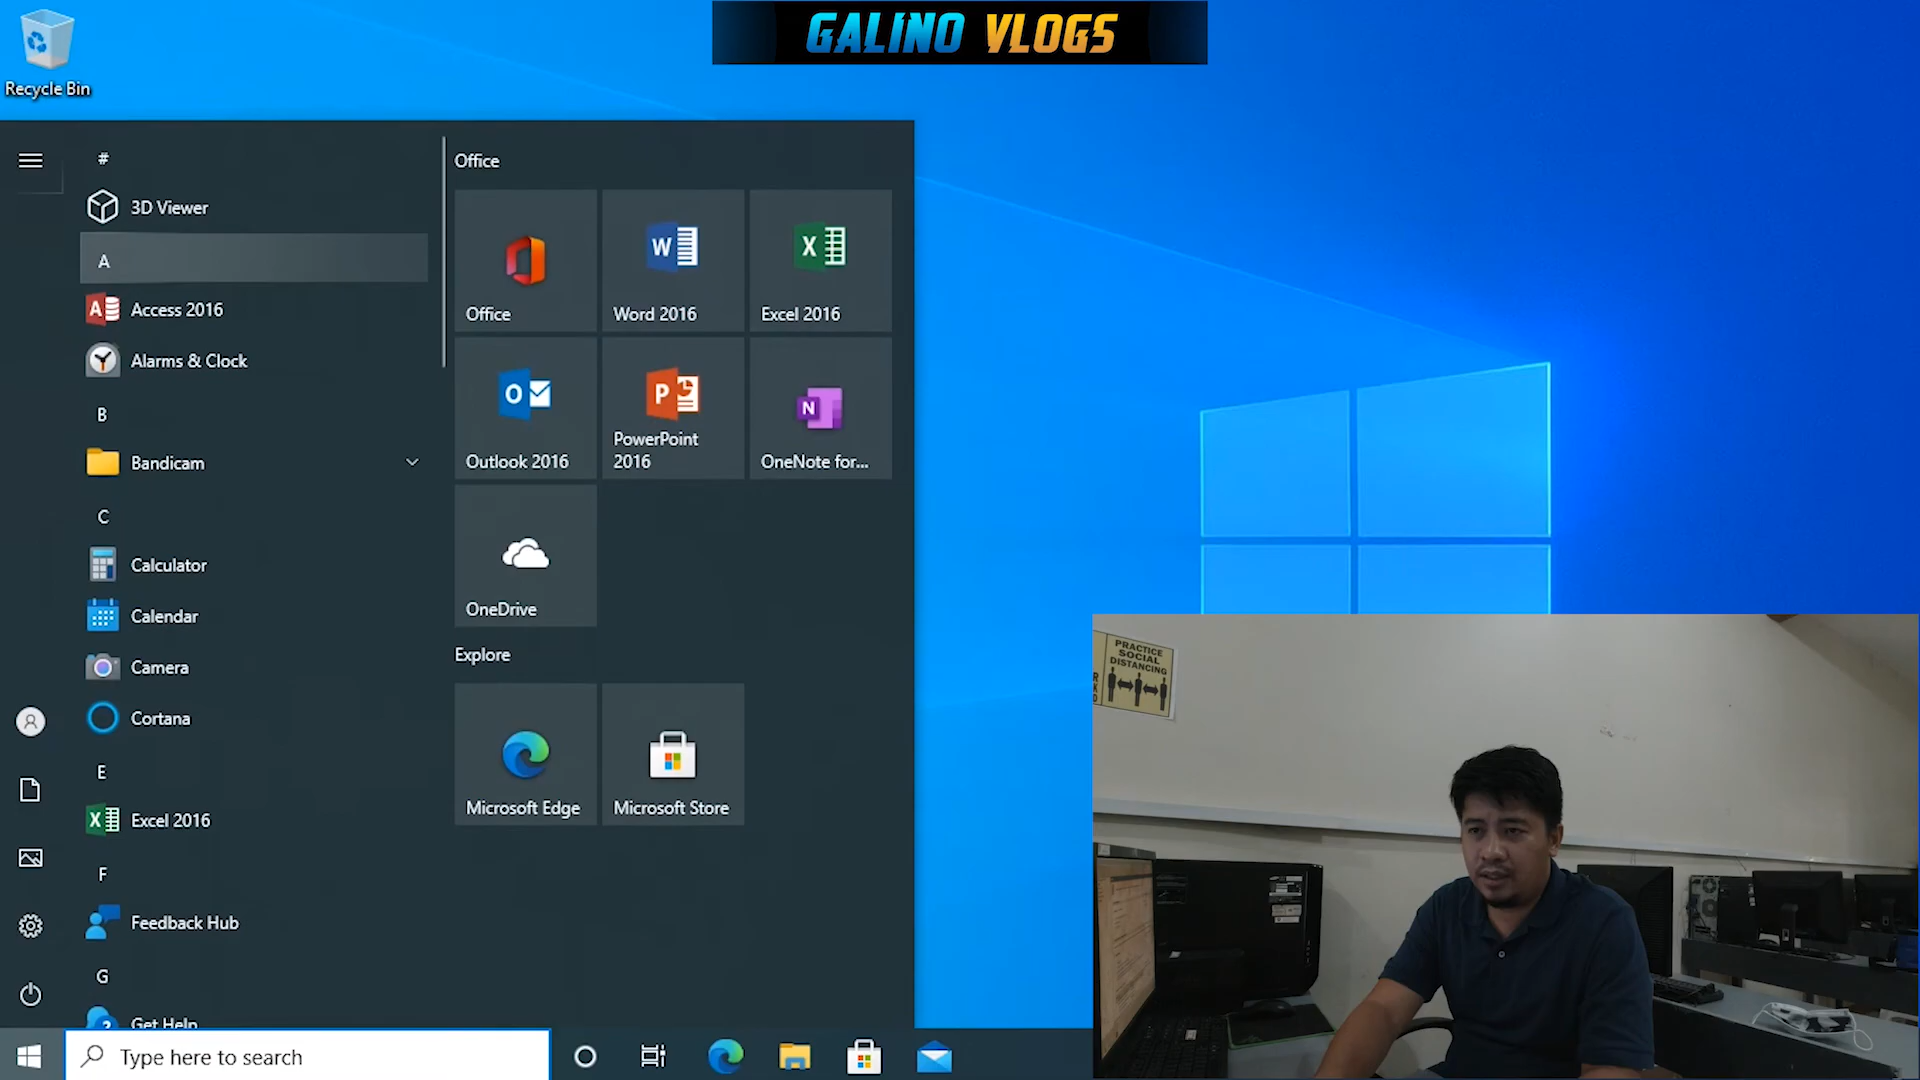 Recycle Bin
GALINO VLOGS
#
3D Viewer
A
Access 2016
Alarms & Clock
B
Bandicam
C
Calculator
Calendar
Camera
Cortana
E
Excel 2016
F
Feedback Hub
G
Get Help
Office
Office
Word 2016
Excel 2016
Outlook 2016
PowerPoint
2016
OneNote for...
OneDrive
Explore
Microsoft Edge
Microsoft Store
Type here to search
PRACTICE
SOCIAL
DISTANCING